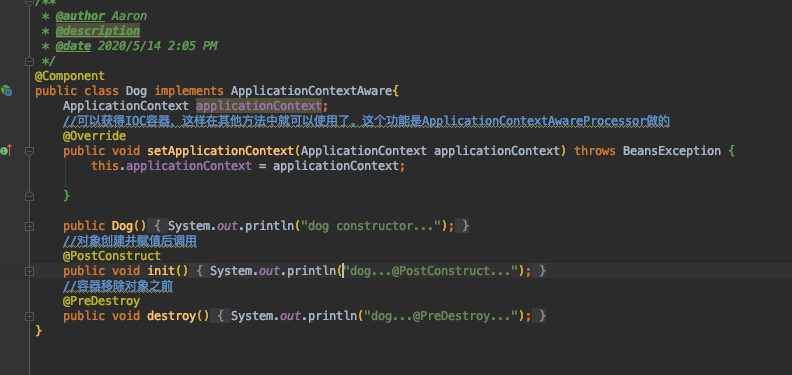 /**
* @author Aaron
* @description
* @date 2020/5/14 2:05 PM
*/
@Component
public class Dog implements ApplicationContextAware{
ApplicationContext applicationContext;
//可以获得IOC容器，这样在其他方法中就可以使用了。这个功能是ApplicationContextAwareProcessor做的
@Override
public void setApplicationContext(ApplicationContext applicationContext) throws BeansException {
this.applicationContext = applicationContext;
}
public Dog() { System.out.println("dog constructor..."); }
//对象创建并赋值后调用
@PostConstruct
public void init() { System.out.println("dog...@PostConstruct..."); }
//容器移除对象之前
@PreDestroy
public void destroy() { System.out.println("dog...@PreDestroy..."); }
}